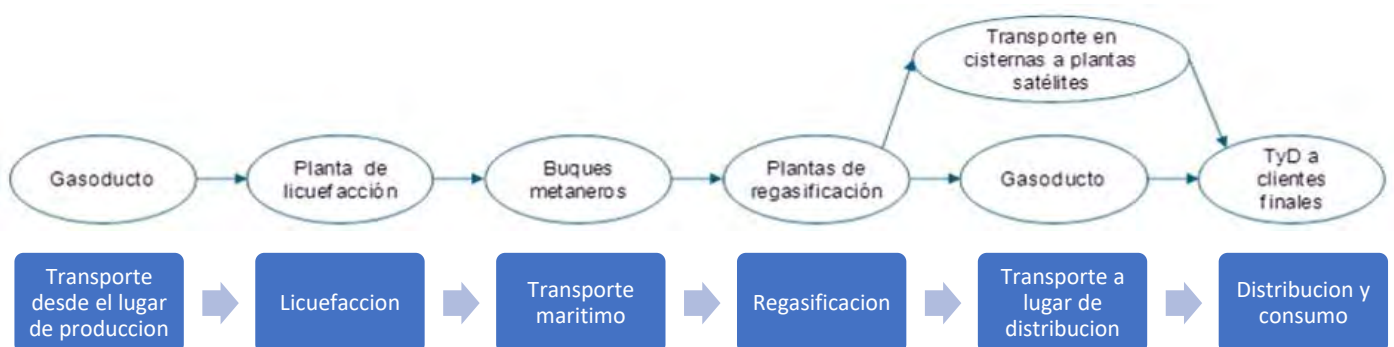 Transporte en
cisternas a plantas
satélites
Gasoducto
Planta de
licuefacción
Buques
metaneros
Plantas de
regasificación
Gasoducto
TyD a
clientes
finales
Transporte
desde el lugar
de produccion
Licuefaccion
Transporte
maritimo
Regasificacion
Transporte a
lugar de
distribucion
Distribucion y
consumo